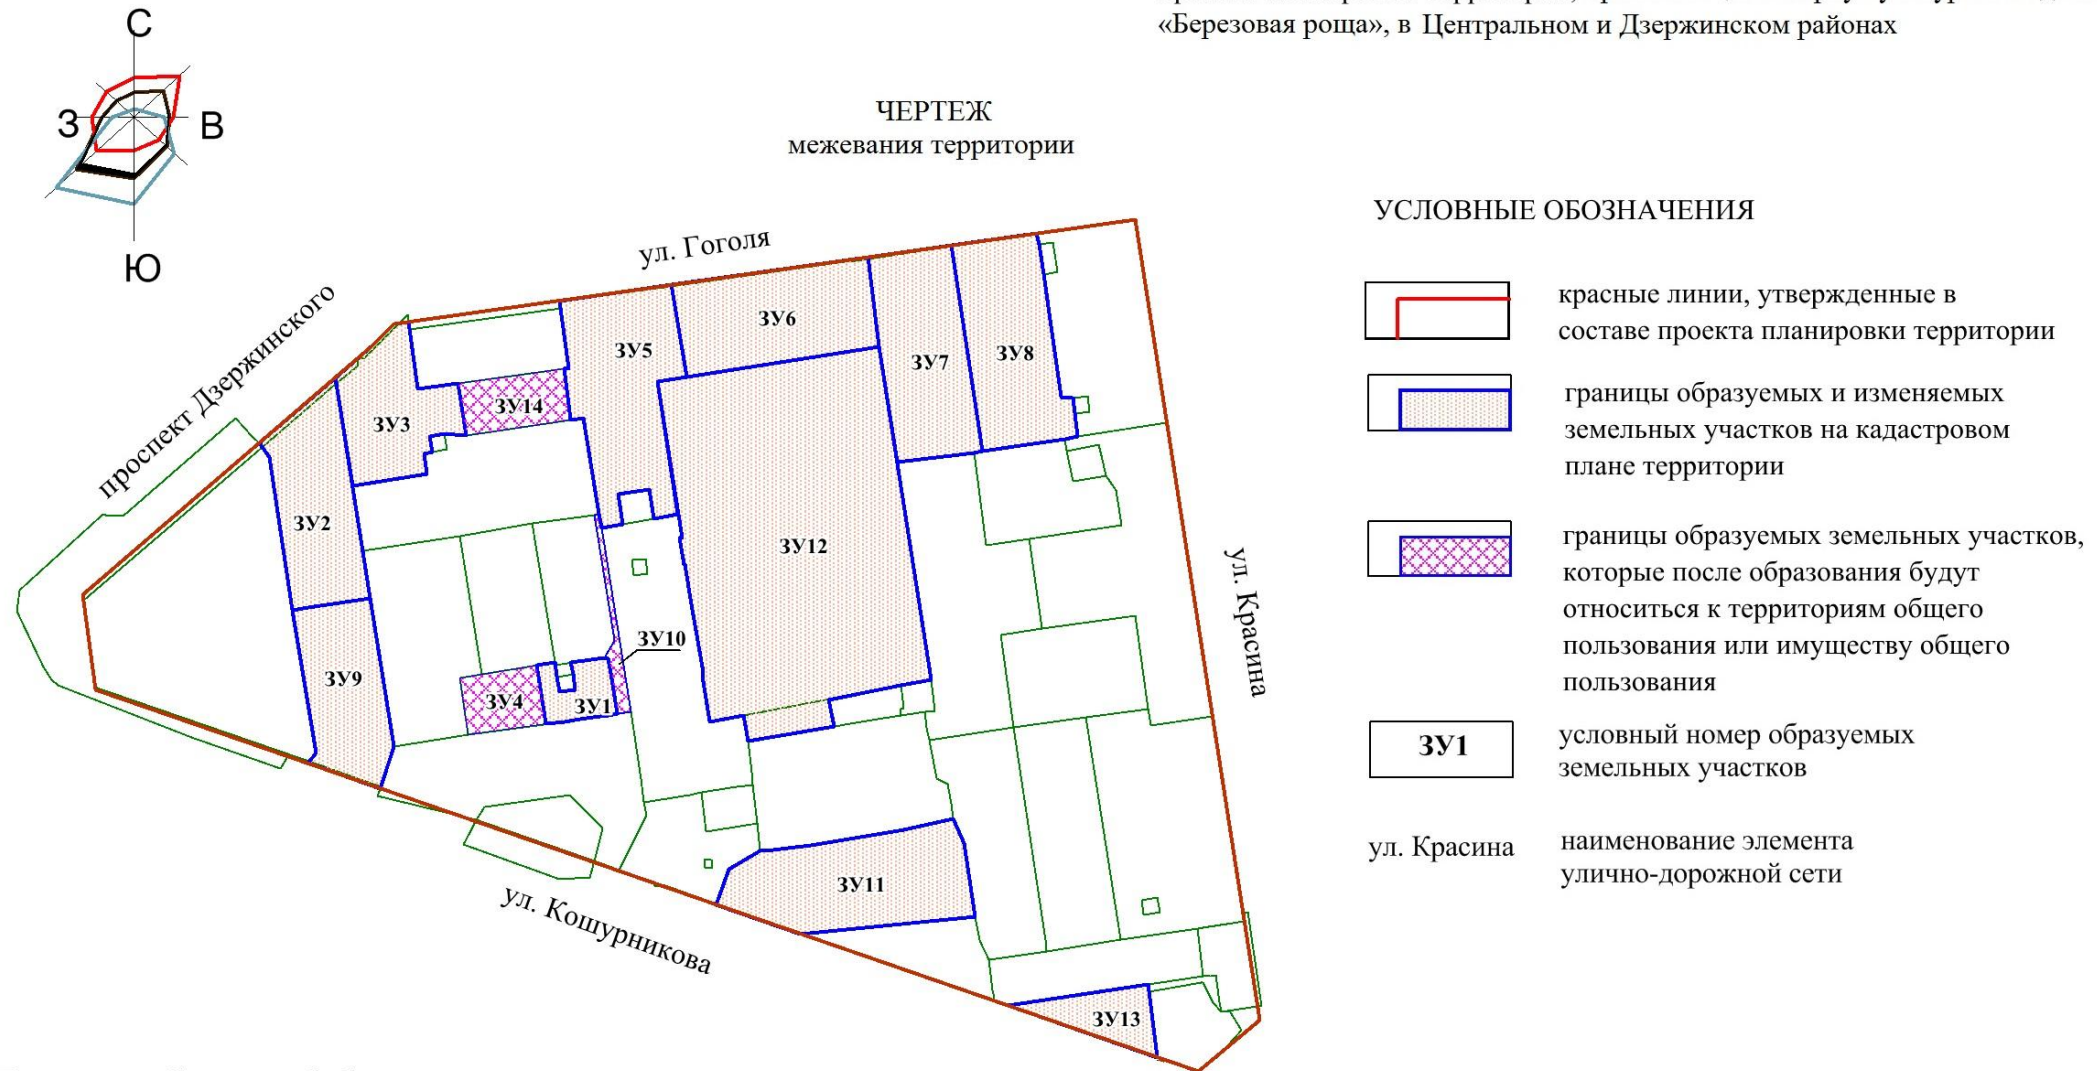 «Березовая роща», в Центральном и Дзержинском районах
С
З
В
Ю
ЧЕРТЕЖ
межевания территории
УСЛОВНЫЕ ОБОЗНАЧЕНИЯ
красные линии, утвержденные в
составе проекта планировки территории
границы образуемых и изменяемых
земельных участков на кадастровом
плане территории
границы образуемых земельных участков,
которые после образования будут
относиться к территориям общего
пользования или имуществу общего
пользования
ЗУ1
условный номер образуемых
земельных участков
ул. Красина
наименование элемента
улично-дорожной сети
ул. Гоголя
проспект Дзержинского
ул. Красина
ул. Кошурникова
ЗУ6
ЗУ5
ЗУ7
ЗУ8
ЗУ14
ЗУ3
ЗУ2
ЗУ12
ЗУ10
ЗУ9
ЗУ4
ЗУ1
ЗУ11
ЗУ13